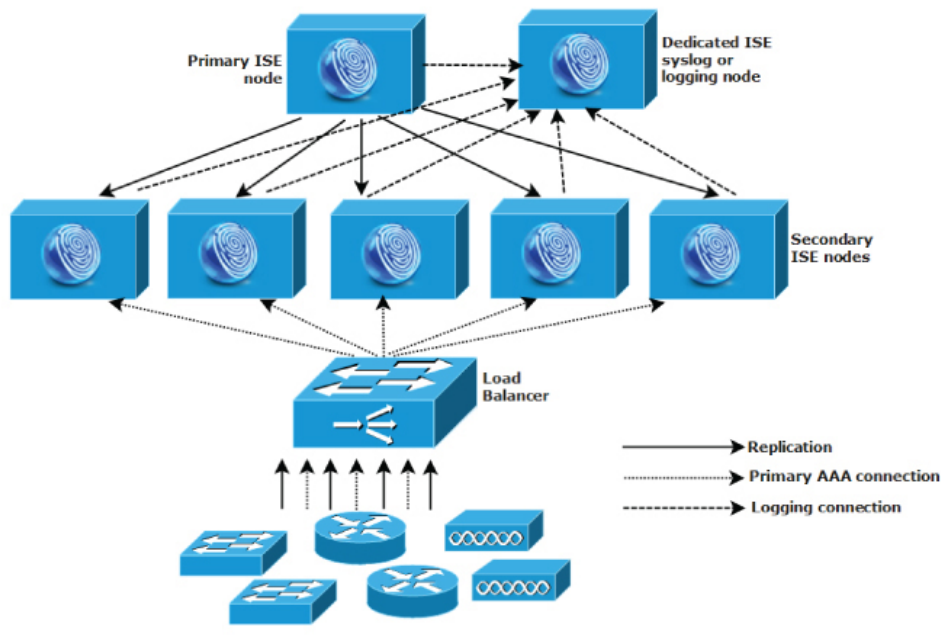 Primary ISE
node
Dedicated ISE
syslog or
logging node
Secondary
ISE nodes
Load
Balancer
Replication
Primary AAA connection
Logging connection